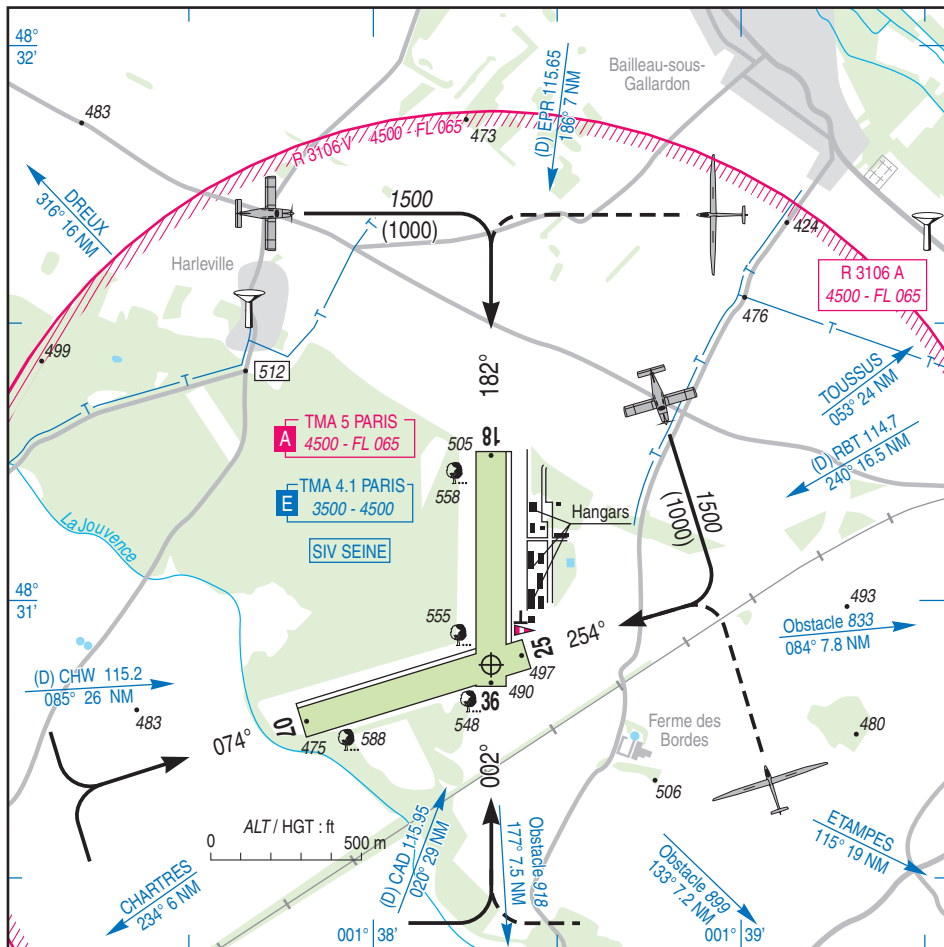 48°
32'
483
R 3106 V 4500 - FL 065
473
(D) EPR 115.65
186° 7 NM
Bailleau-sous-
Gallardon
DREUX
316° 16 NM
1500
(1000)
424
Harleville
T
R 3106 A
4500 - FL 065
476
T
T
T
499
512
T
T
182°
TOUSSUS
053° 24 NM
(D) RBT 114.7
240° 16.5 NM
A
TMA 5 PARIS
4500 - FL 065
505
18
558
E
TMA 4.1 PARIS
3500 - 4500
SIV SEINE
Hangars
1500
(1000)
La Jouvence
48°
31'
555
25
254°
493
Obstacle 833
084° 7.8 NM
497
490
36
548
(D) CHW 115.2
085° 26 NM
483
07
074°
475
588
Ferme des
Bordes
480
002°
506
ALT / HGT : ft
0
500 m
(D) CAD 115.95
020° 29 NM
Obstacle 918
177° 7.5 NM
Obstacle 899
133° 7.2 NM
ETAMPES
115° 19 NM
CHARTRES
234° 6 NM
001° 38'
001° 39'